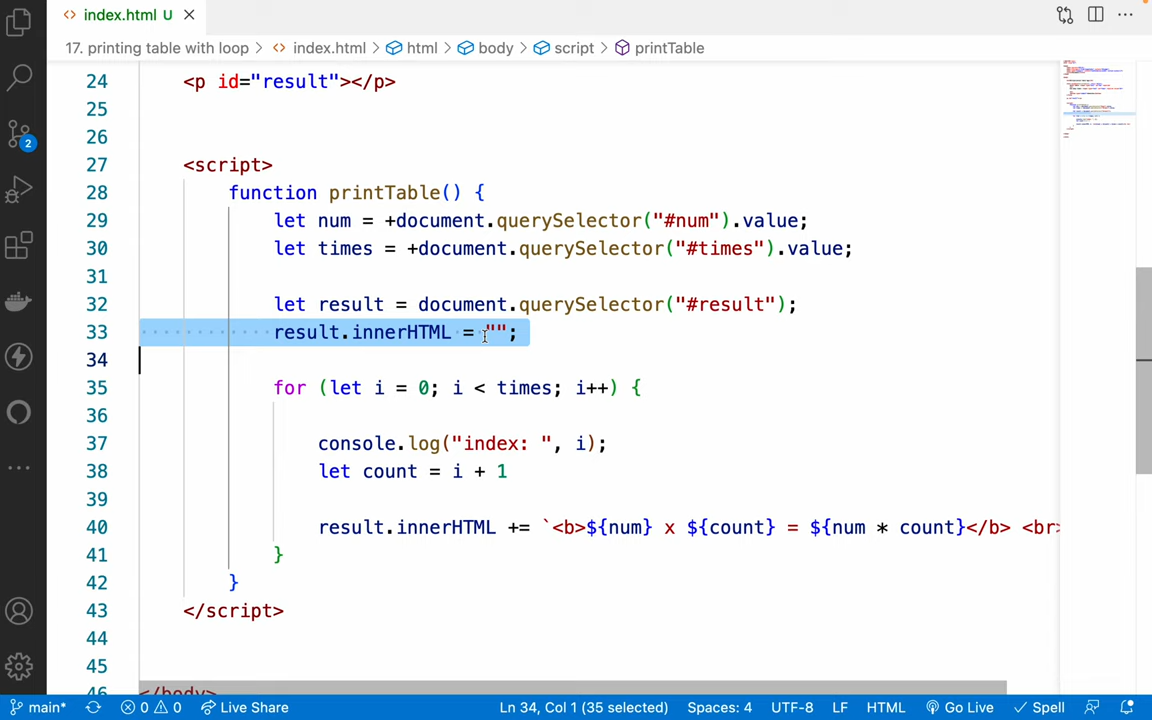 index.html U
17. printing table with loop > index.html > html > body > script > printTable
24 <p id="result"></p>
25
26
27 <script>
28 function printTable() {
29 let num = +document.querySelector("#num").value;
30 let times = +document.querySelector("#times").value;
31
32 let result = document.querySelector("#result");
33 result.innerHTML = "";
34
35 for (let i = 0; i < times; i++) {
36
37 console.log("index: ", i);
38 let count = i + 1
39
40 result.innerHTML += `<b>${num} x ${count} = ${num * count}</b> <br>
41 }
42 }
43 </script>
44
45
46 </body>
2
main* 0 0 Live Share Ln 34, Col 1 (35 selected) Spaces: 4 UTF-8 LF HTML Go Live Spell